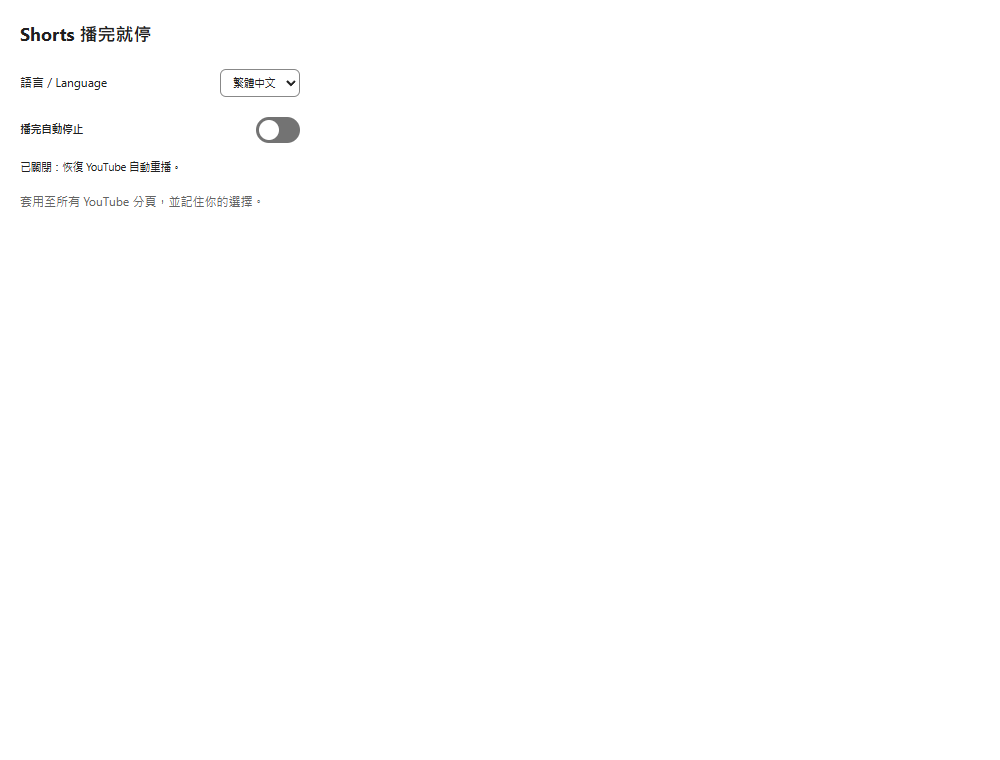 Shorts 播完就停
語言 / Language
繁體中文
播完自動停止
已關閉：恢復 YouTube 自動重播。
套用至所有 YouTube 分頁，並記住你的選擇。